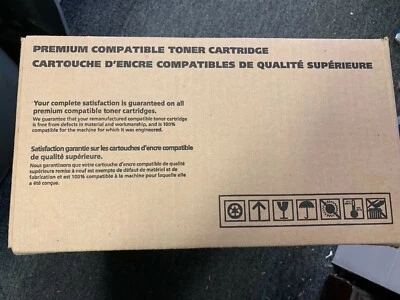 PREMIUM COMPATIBLE TONER CARTRIDGE
CARTOUCHE D'ENCRE COMPATIBLES DE QUALITÉ SUPÉRIEURE
Your complete satisfaction is guaranteed on all
premium compatible toner cartridges.
We guarantee that your remanufactured compatible toner cartridge
is free from defects in material and workmanship, and is 100%
compatible for the machine for which it was engineered.
Satisfaction garantie sur les cartouches d'encre compatible
de qualité supérieure.
Nous garantissons que votre cartouches d'encre compatible de qualité
supérieure remise à neuf est exempte de défaut de matériel et de
fabrication et est 100% compatible à la machine pour laquelle elle
a été conçue.